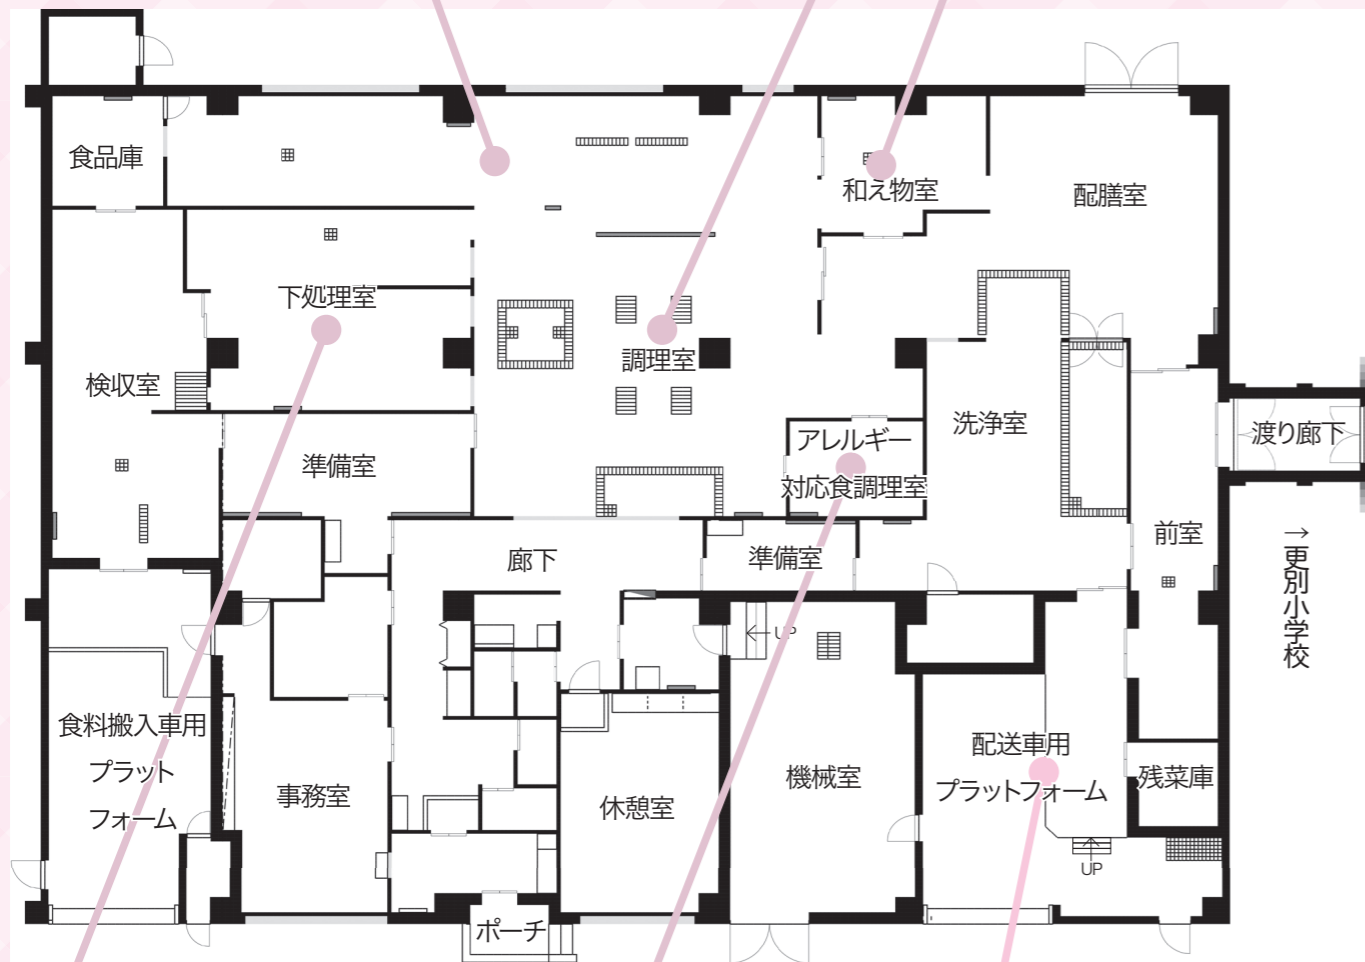 食品庫
和え物室
配膳室
下処理室
調理室
検収室
アレルギー
対応食調理室
洗浄室
渡り廊下
準備室
廊下
準備室
前室
→更別小学校
UP
食料搬入車用
プラット
フォーム
事務室
休憩室
機械室
配送車用
プラットフォーム
残菜庫
UP
ポーチ